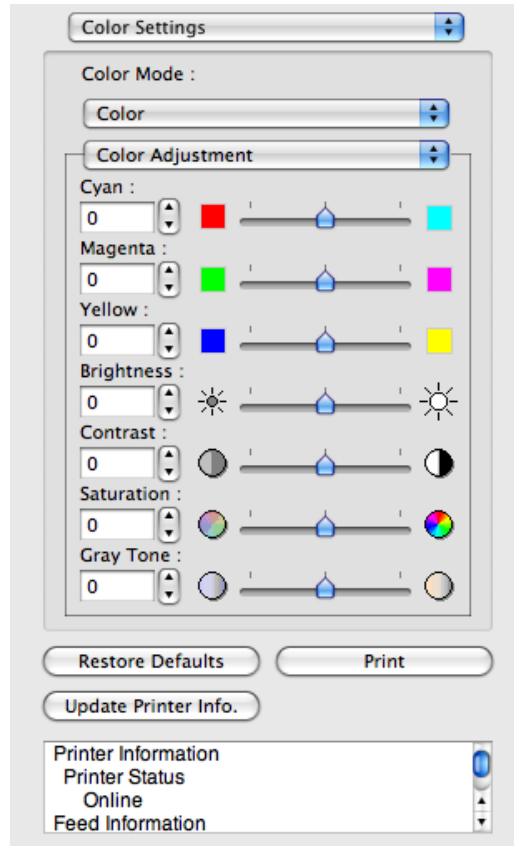 Color Settings
Color Mode :
Color
Color Adjustment
Cyan :
0
Magenta :
0
Yellow :
0
Brightness :
0
Contrast :
0
Saturation :
0
Gray Tone :
0
Restore Defaults Print
Update Printer Info.
Printer Information
Printer Status
Online
Feed Information